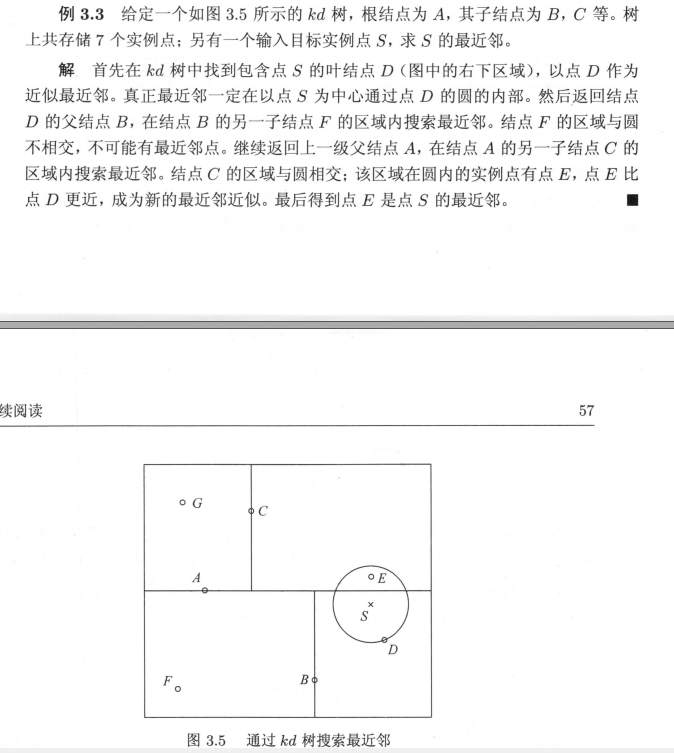 例 3.3 给定一个如图 3.5 所示的 kd 树，根结点为 A，其子结点为 B，C 等。树
上共存储 7 个实例点；另有一个输入目标实例点 S，求 S 的最近邻。
解 首先在 kd 树中找到包含点 S 的叶结点 D（图中的右下区域），以点 D 作为
近似最近邻。真正最近邻一定在以点 S 为中心通过点 D 的圆的内部。然后返回结点
D 的父结点 B，在结点 B 的另一子结点 F 的区域内搜索最近邻。结点 F 的区域与圆
不相交，不可能有最近邻点。继续返回上一级父结点 A，在结点 A 的另一子结点 C 的
区域内搜索最近邻。结点 C 的区域与圆相交；该区域在圆内的实例点有点 E，点 E 比
点 D 更近，成为新的最近邻近似。最后得到点 E 是点 S 的最近邻。
续阅读 57
G
C
A
E
S
D
F
B
图 3.5 通过 kd 树搜索最近邻